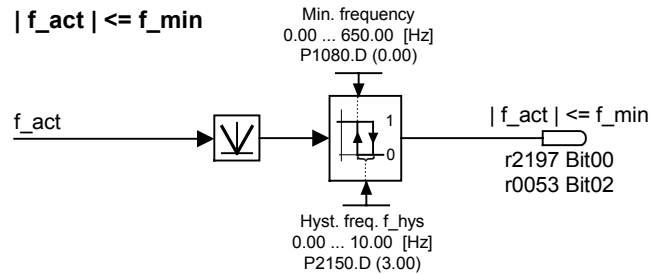 | f_act | <= f_min
Min. frequency
0.00 ... 650.00 [Hz]
P1080.D (0.00)
f_act
1
0
| f_act | <= f_min
r2197 Bit00
r0053 Bit02
Hyst. freq. f_hys
0.00 ... 10.00 [Hz]
P2150.D (3.00)